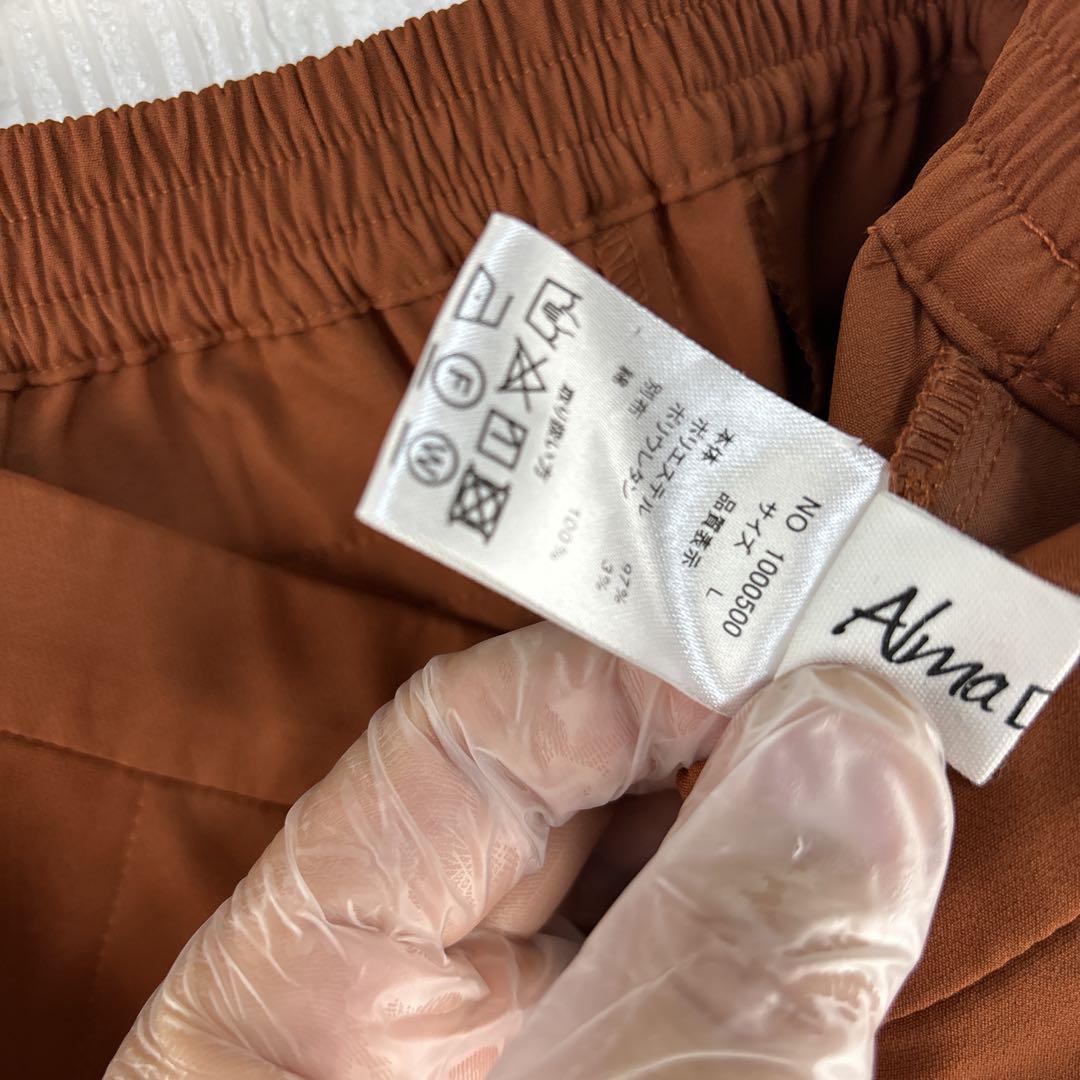 NO 1000500
サイズ L
品質表示
本体
ポリエステル 97%
ポリウレタン 3%
別布
綿 100%
取り扱い方
F
W
Alma